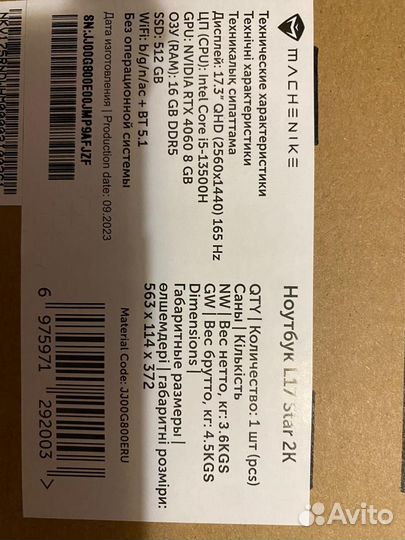 MACHENIKE
Технические характеристики
Технічні характеристики
Техникалық сипаттама
Дисплей: 17.3" QHD (2560x1440) 165 Hz
ЦП (CPU): Intel Core i5-13500H
GPU: NVIDIA RTX 4060 8 GB
ОЗУ (RAM): 16 GB DDR5
SSD: 512 GB
WiFi: b/g/n/ac + BT 5.1
Без операционной системы
Дата изготовления | Production date: 09.2023
SN:JJ00G800E00JMP9AFJZF
Ноутбук L17 Star 2K
QTY | Количество: 1 шт (pcs)
Саны | Кількість
NW | Вес нетто, кг: 3.6KGS
GW | Вес брутто, кг: 4.5KGS
Dimensions |
Габаритные размеры |
өлшемдері | габаритні розміри:
563 x 114 x 372
Material Code: JJ00G800ERU
6 975971 292003 >
Avito